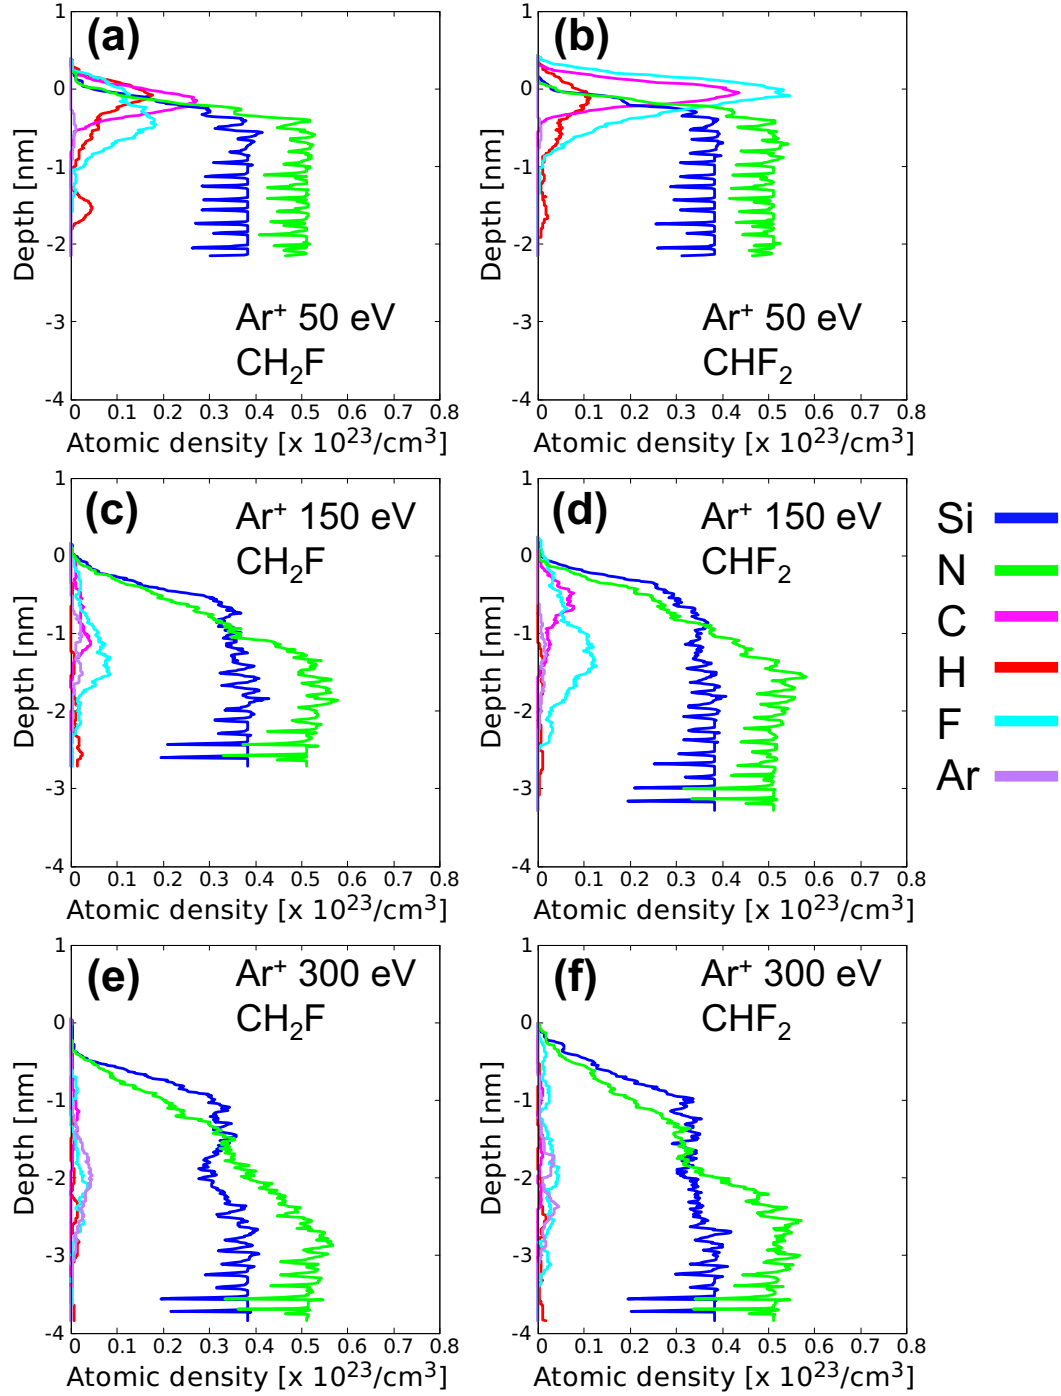 (a)
1
0
-1
-2
-3
-4
Depth [nm]
Ar⁺ 50 eV
CH₂F
0 0.1 0.2 0.3 0.4 0.5 0.6 0.7 0.8
Atomic density [x 10²³/cm³]
(b)
1
0
-1
-2
-3
-4
Depth [nm]
Ar⁺ 50 eV
CHF₂
0 0.1 0.2 0.3 0.4 0.5 0.6 0.7 0.8
Atomic density [x 10²³/cm³]
(c)
1
0
-1
-2
-3
-4
Depth [nm]
Ar⁺ 150 eV
CH₂F
0 0.1 0.2 0.3 0.4 0.5 0.6 0.7 0.8
Atomic density [x 10²³/cm³]
(d)
1
0
-1
-2
-3
-4
Depth [nm]
Ar⁺ 150 eV
CHF₂
0 0.1 0.2 0.3 0.4 0.5 0.6 0.7 0.8
Atomic density [x 10²³/cm³]
Si
N
C
H
F
Ar
(e)
1
0
-1
-2
-3
-4
Depth [nm]
Ar⁺ 300 eV
CH₂F
0 0.1 0.2 0.3 0.4 0.5 0.6 0.7 0.8
Atomic density [x 10²³/cm³]
(f)
1
0
-1
-2
-3
-4
Depth [nm]
Ar⁺ 300 eV
CHF₂
0 0.1 0.2 0.3 0.4 0.5 0.6 0.7 0.8
Atomic density [x 10²³/cm³]